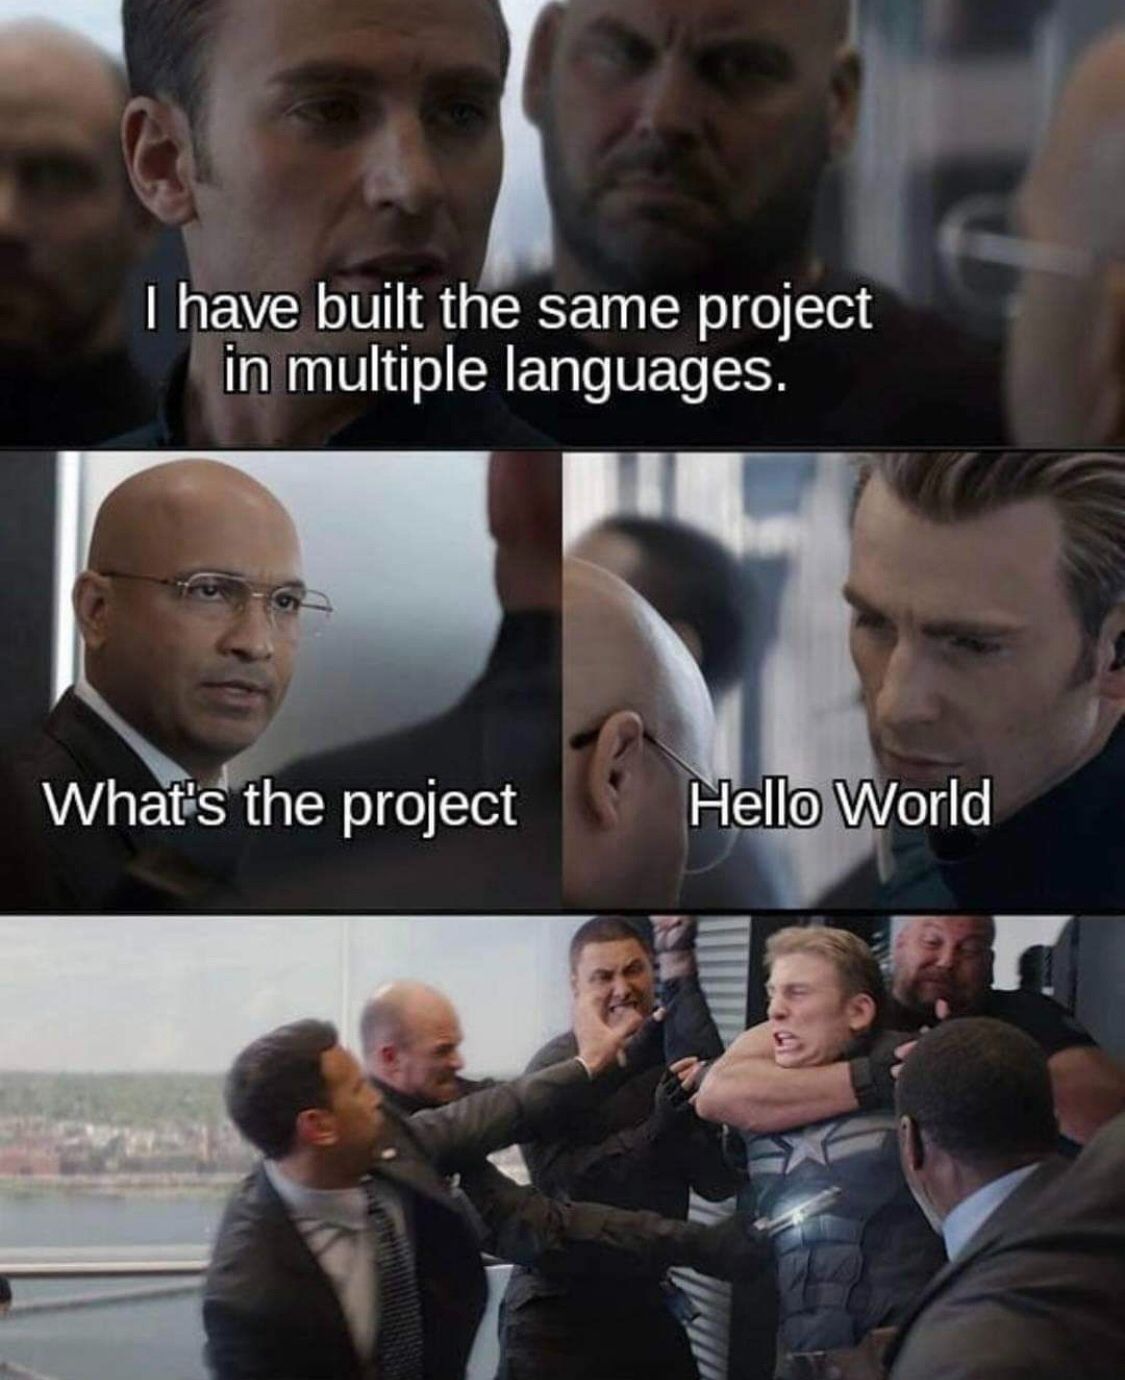 I have built the same project
in multiple languages.
What's the project
Hello World